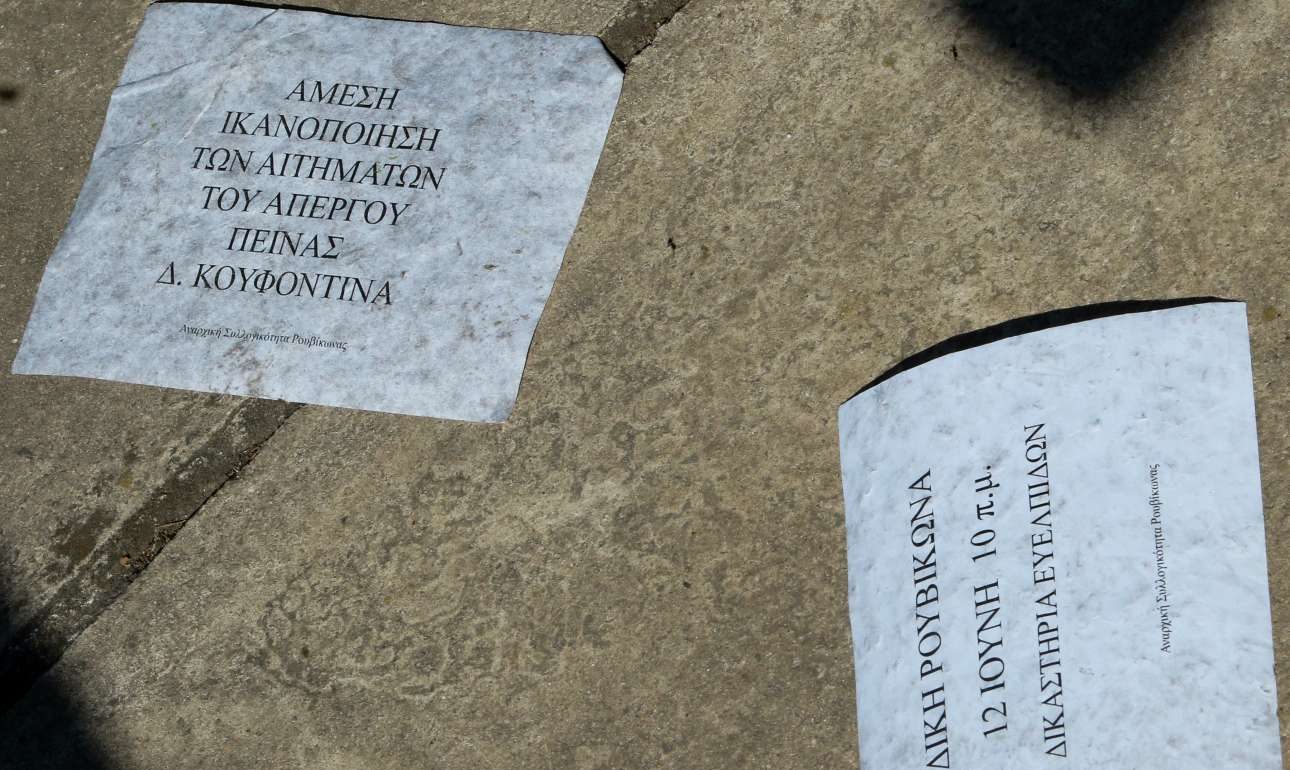 ΑΜΕΣΗ
ΙΚΑΝΟΠΟΙΗΣΗ
ΤΩΝ ΑΙΤΗΜΑΤΩΝ
ΤΟΥ ΑΠΕΡΓΟΥ
ΠΕΙΝΑΣ
Δ. ΚΟΥΦΟΝΤΙΝΑ
Αναρχική Συλλογικότητα Ρουβίκωνας
ΔΙΚΗ ΡΟΥΒΙΚΩΝΑ
12 ΙΟΥΝΗ 10 π.μ.
ΔΙΚΑΣΤΗΡΙΑ ΕΥΕΛΠΙΔΩΝ
Αναρχική Συλλογικότητα Ρουβίκωνας